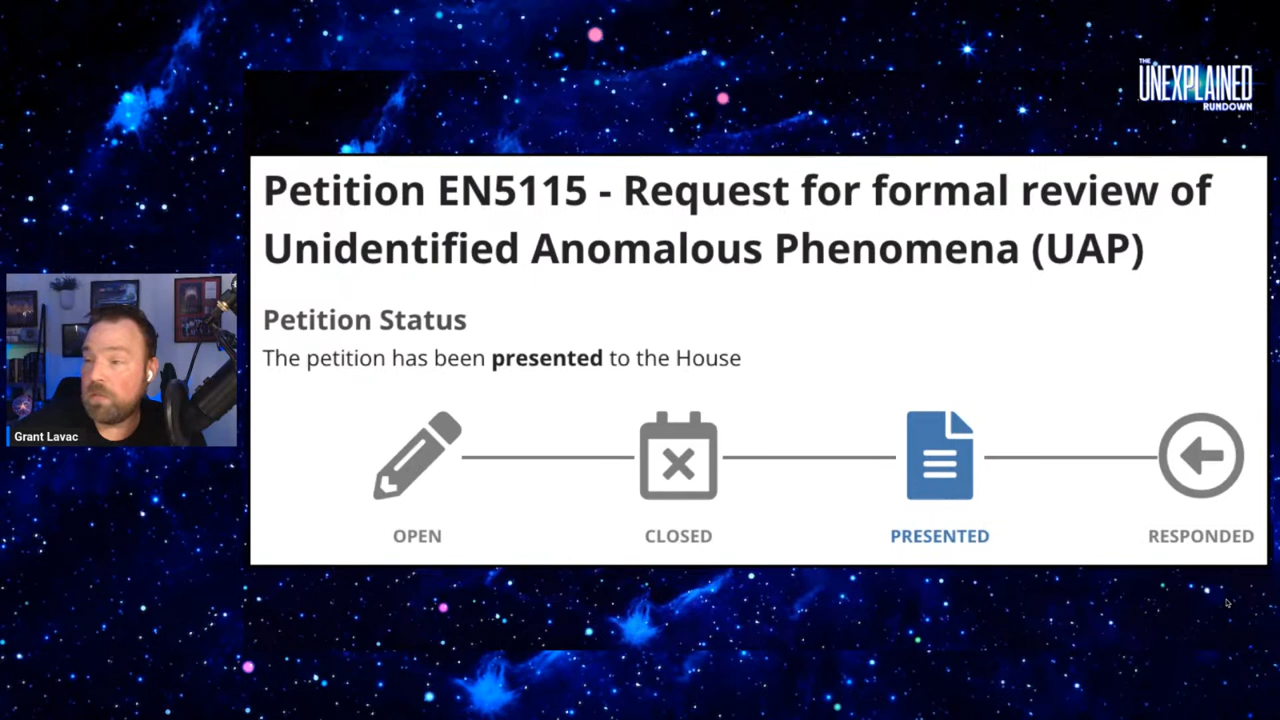 THE
UNEXPLAINED
RUNDOWN
Petition EN5115 - Request for formal review of
Unidentified Anomalous Phenomena (UAP)
Petition Status
The petition has been presented to the House
OPEN
CLOSED
PRESENTED
RESPONDED
Grant Lavac